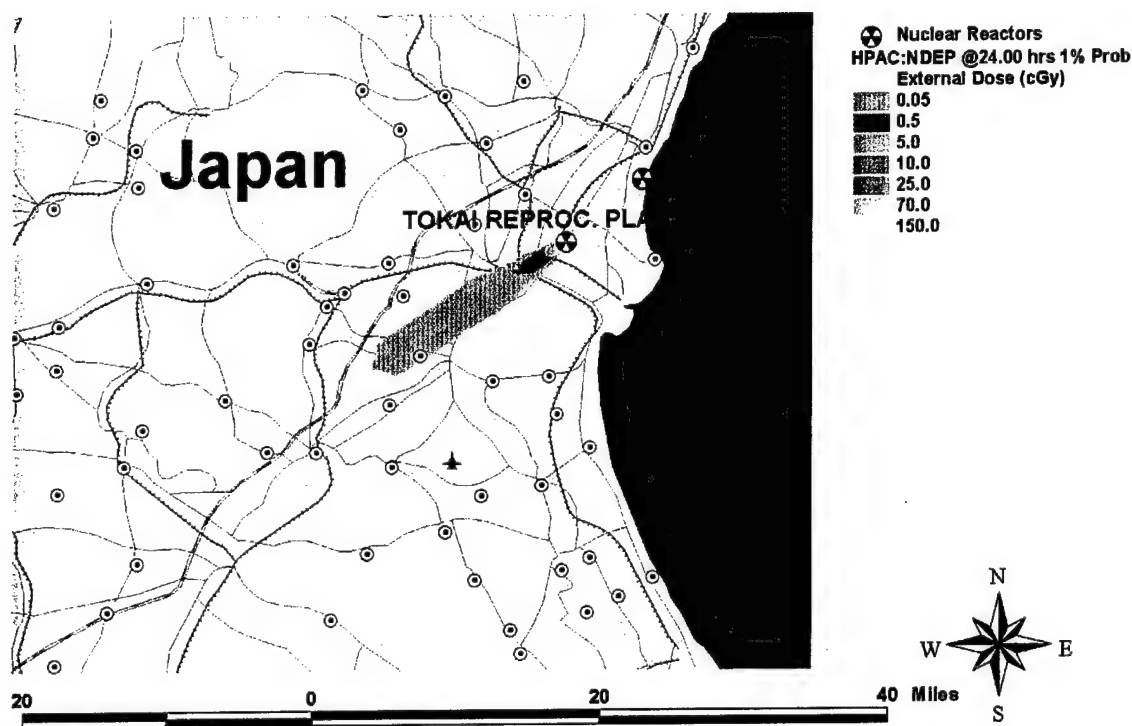 Nuclear Reactors
HPAC:NDEP @24.00 hrs 1% Prob
External Dose (cGy)
0.05
0.5
5.0
10.0
25.0
70.0
150.0
Japan
TOKAI REPROC. PLA
N
W E
S
20 0 20 40 Miles